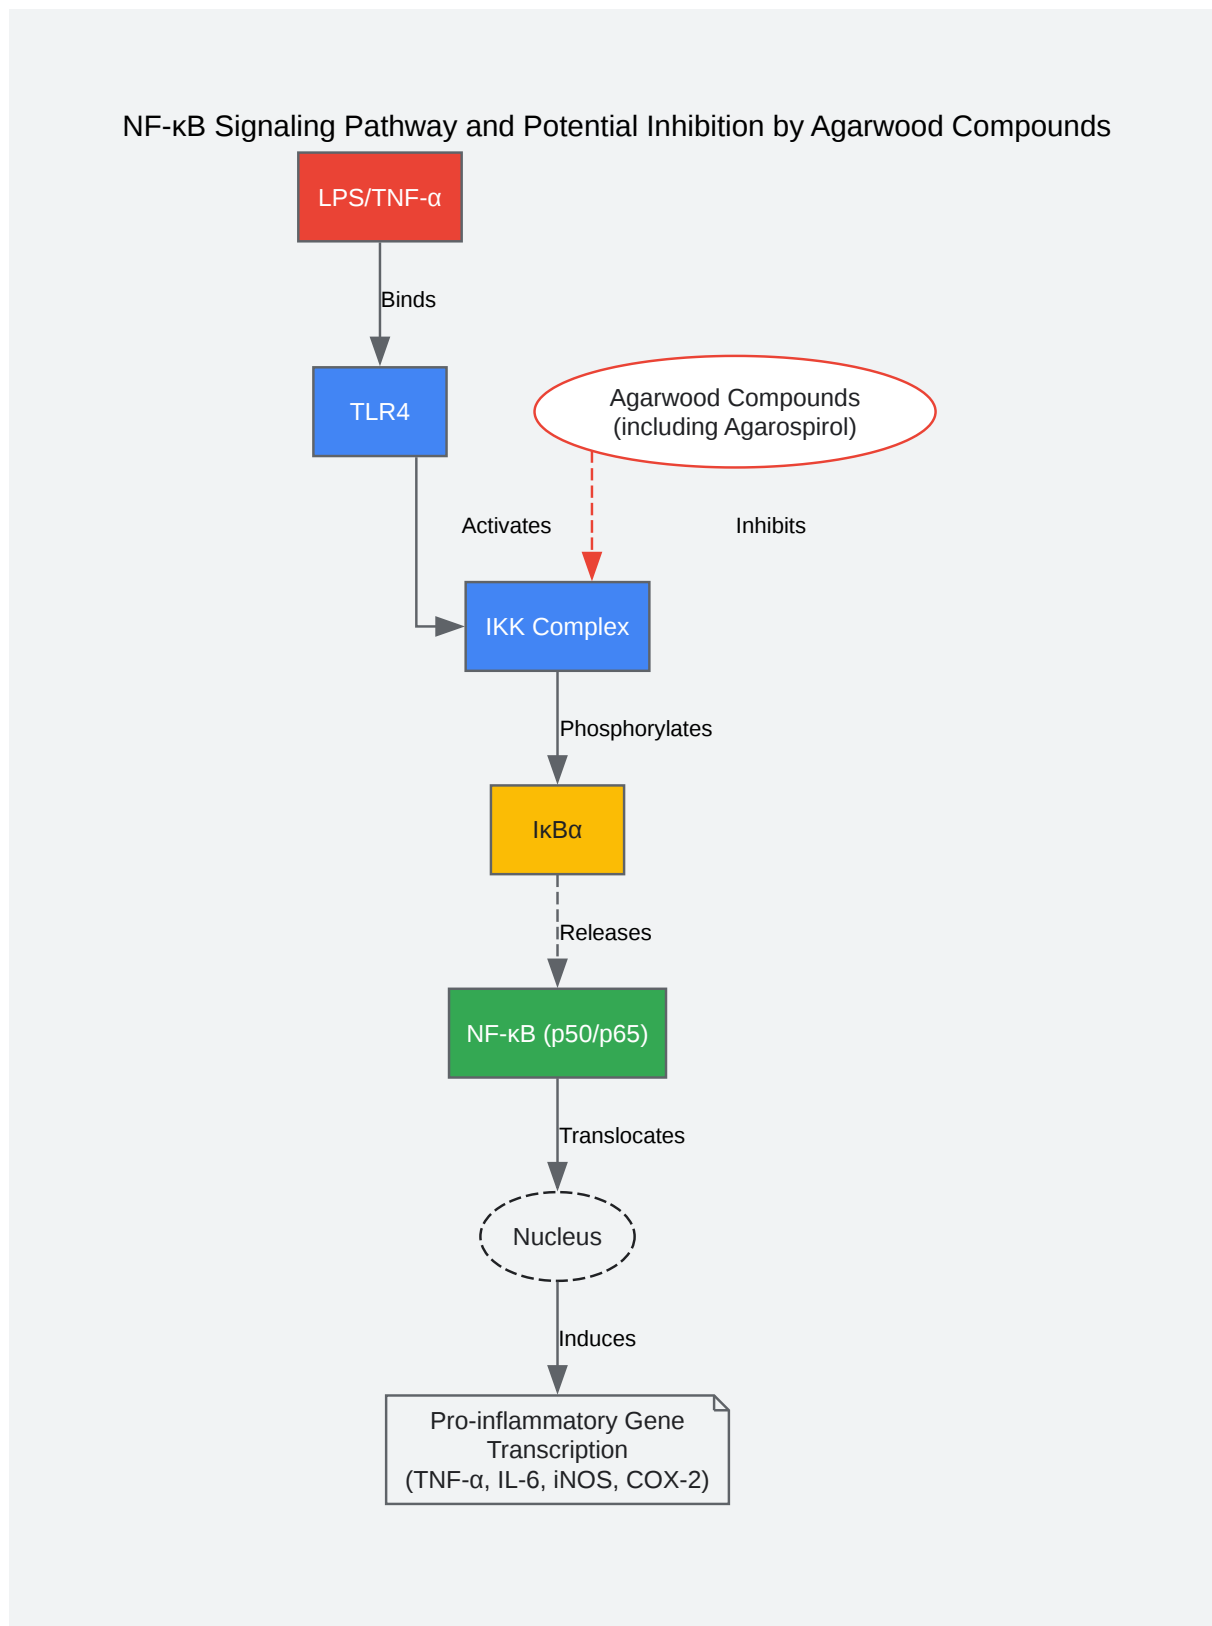 NF-κB Signaling Pathway and Potential Inhibition by Agarwood Compounds
LPS/TNF-α
Binds
TLR4
Agarwood Compounds
(including Agarospirol)
Activates
Inhibits
IKK Complex
Phosphorylates
IκBα
Releases
NF-κB (p50/p65)
Translocates
Nucleus
Induces
Pro-inflammatory Gene
Transcription
(TNF-α, IL-6, iNOS, COX-2)